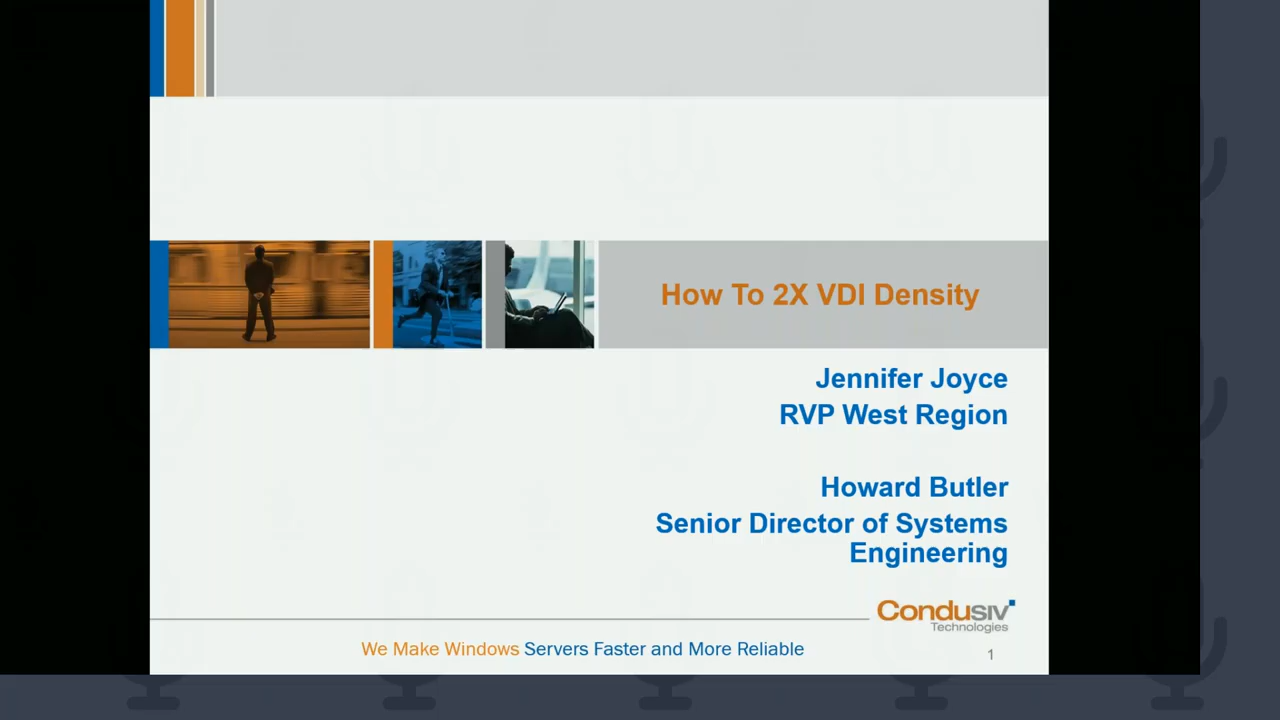 How To 2X VDI Density
Jennifer Joyce
RVP West Region
Howard Butler
Senior Director of Systems
Engineering
Condusiv
Technologies
We Make Windows Servers Faster and More Reliable
1